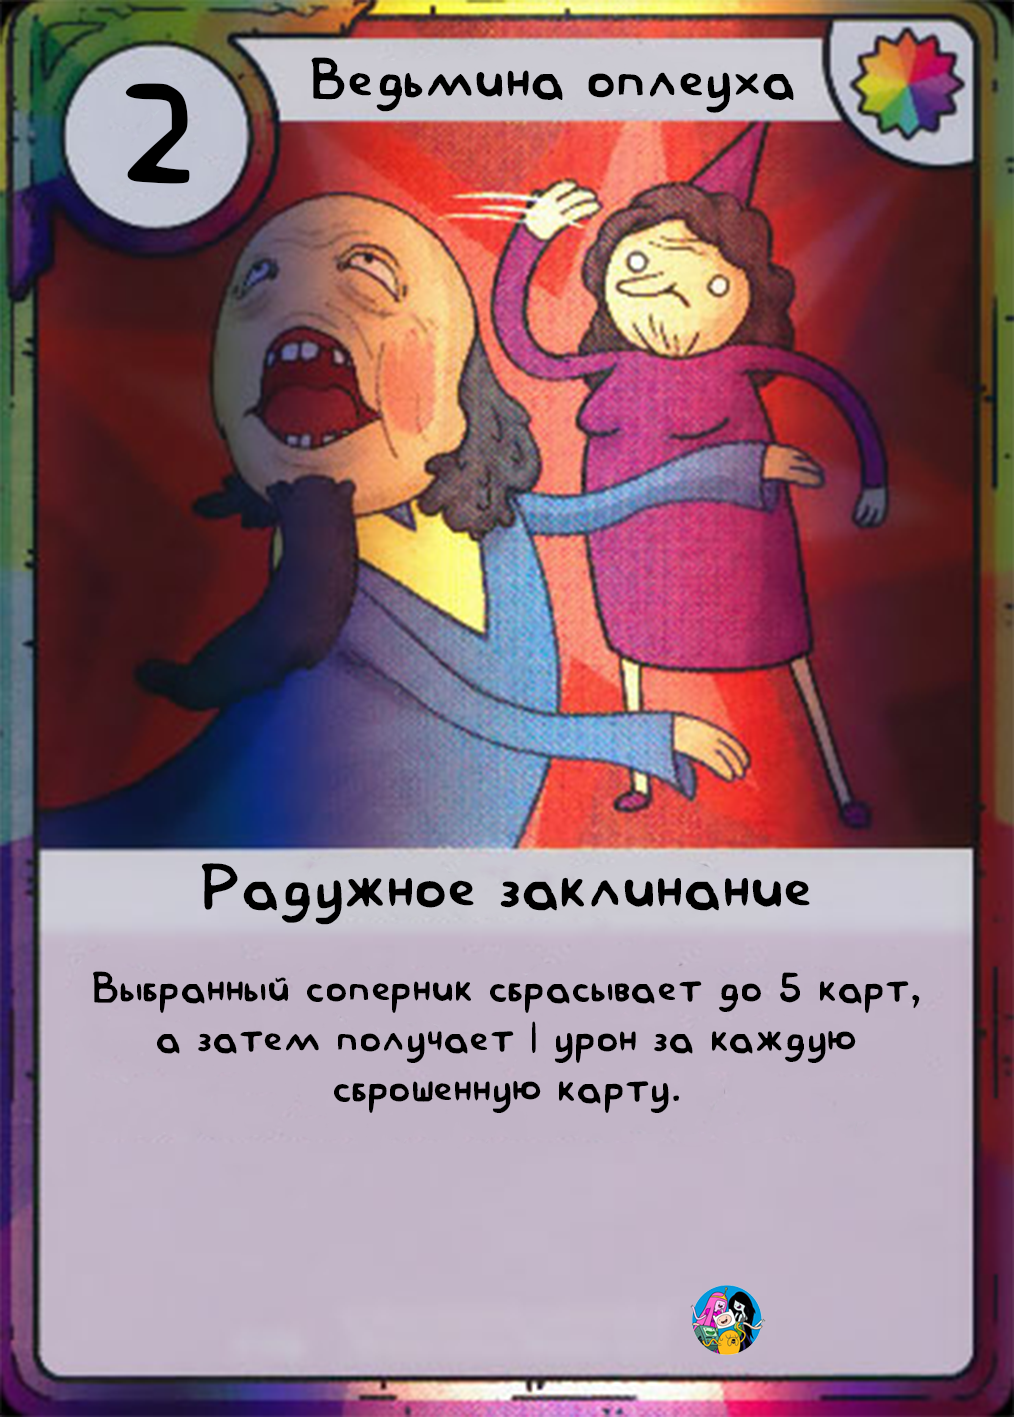 2
Ведьмина оплеуха
Радужное заклинание
Выбранный соперник сбрасывает до 5 карт,
а затем получает 1 урон за каждую
сброшенную карту.